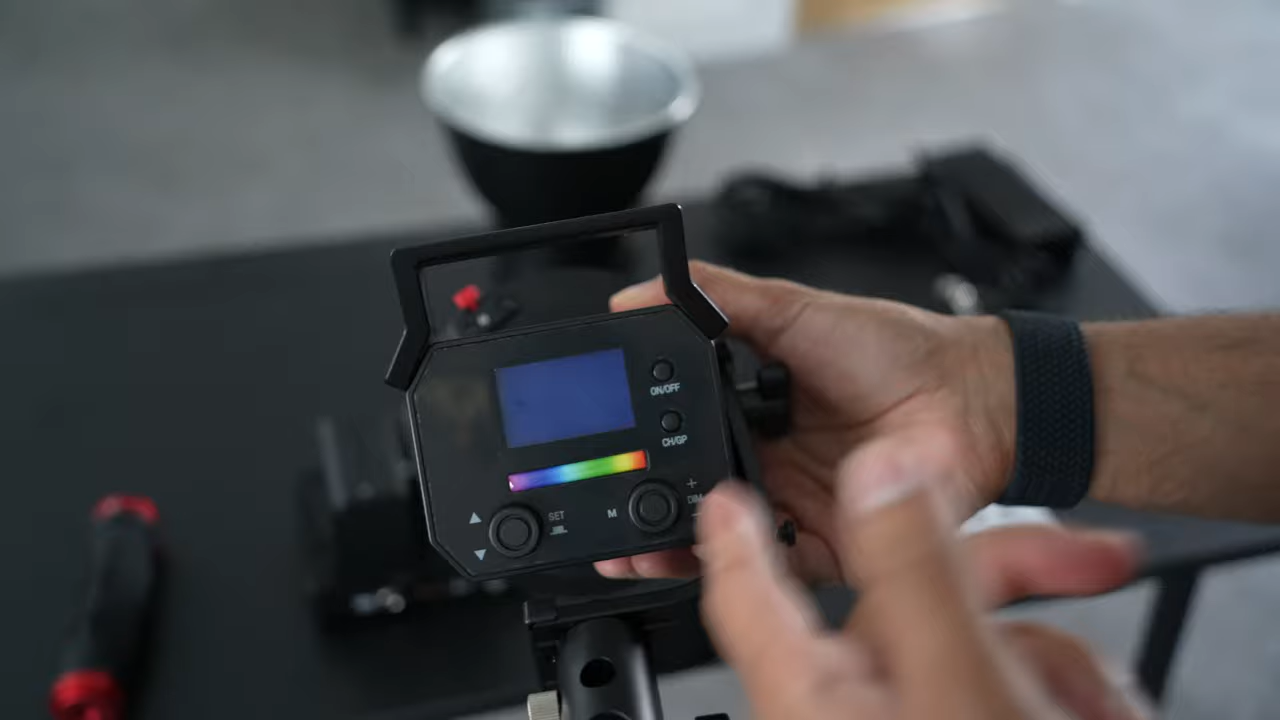 ON/OFF
CH/GP
SET
M
+
DIM
-